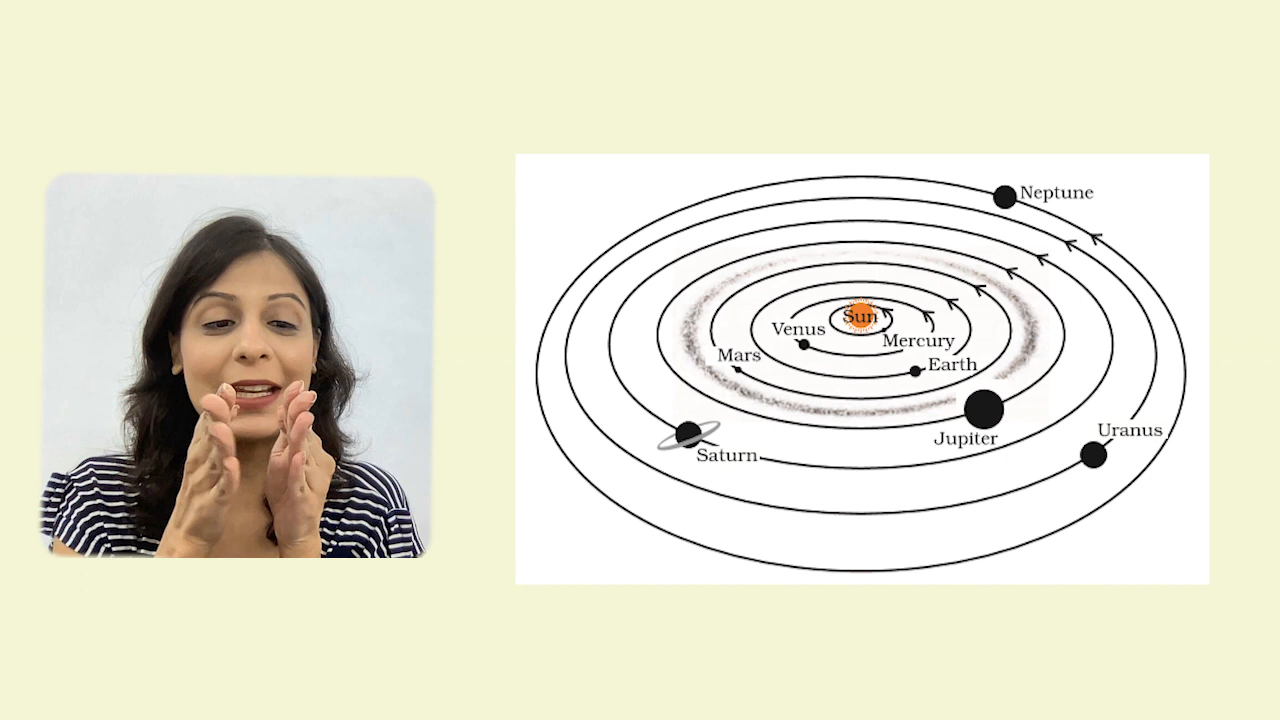 Neptune
Sun
Venus
Mercury
Mars
Earth
Uranus
Jupiter
Saturn